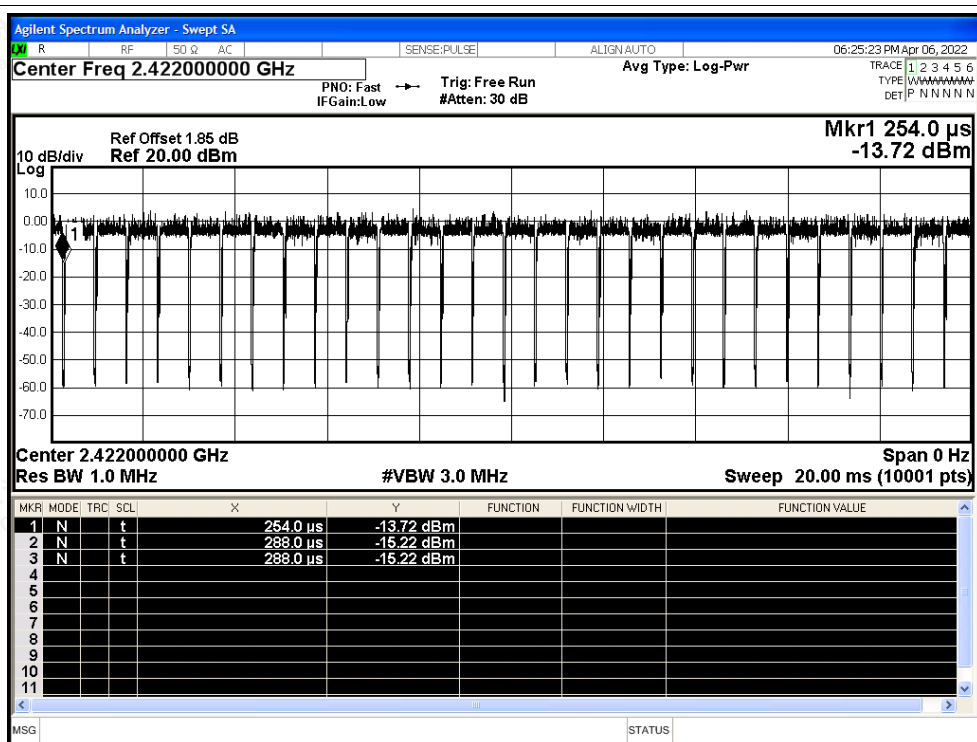 Agilent Spectrum Analyzer - Swept SA
LXI R RF 50 Ω AC SENSE:PULSE ALIGNAUTO 06:25:23 PM Apr 06, 2022
Center Freq 2.422000000 GHz
PNO: Fast Trig: Free Run Avg Type: Log-Pwr TRACE 1 2 3 4 5 6
IFGain:Low #Atten: 30 dB TYPE
DET P N N N N N
Ref Offset 1.85 dB Mkr1 254.0 µs
10 dB/div Ref 20.00 dBm -13.72 dBm
Log
10.0
0.00
1
-10.0
-20.0
-30.0
-40.0
-50.0
-60.0
-70.0
Center 2.422000000 GHz Span 0 Hz
Res BW 1.0 MHz #VBW 3.0 MHz Sweep 20.00 ms (10001 pts)
MKR MODE TRC SCL X Y FUNCTION FUNCTION WIDTH FUNCTION VALUE
1 N t 254.0 µs -13.72 dBm
2 N t 288.0 µs -15.22 dBm
3 N t 288.0 µs -15.22 dBm
4
5
6
7
8
9
10
11
MSG STATUS